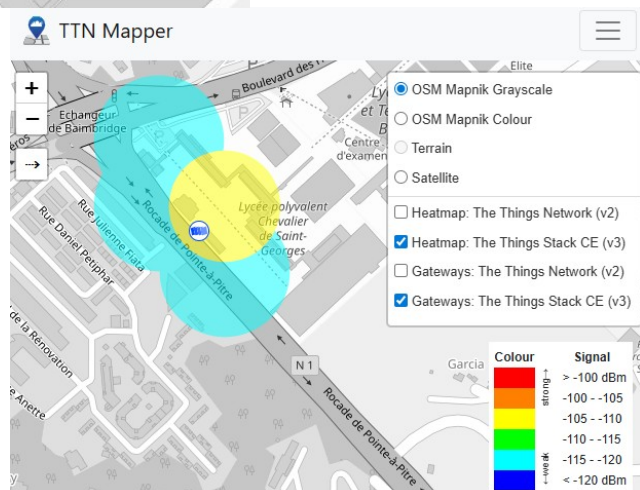 TTN Mapper
+
−
→
Boulevard des H
Elite
Echangeur
de Baimbridge
éros
Centre
d'examen
Rue Daniel Petiphar
Rue Julienne Fiata
Rocade de Pointe-à-Pitre
Lycée polyvalent
Chevalier
de Saint-
Georges
de la Rénovation
e Anette
N 1
Garcia
Rocade de Pointe-à-Pitre
OSM Mapnik Grayscale
OSM Mapnik Colour
Terrain
Satellite
Heatmap: The Things Network (v2)
Heatmap: The Things Stack CE (v3)
Gateways: The Things Network (v2)
Gateways: The Things Stack CE (v3)
Colour Signal
strong→
> -100 dBm
-100 - -105
-105 - -110
-110 - -115
-115 - -120
< -120 dBm
←weak